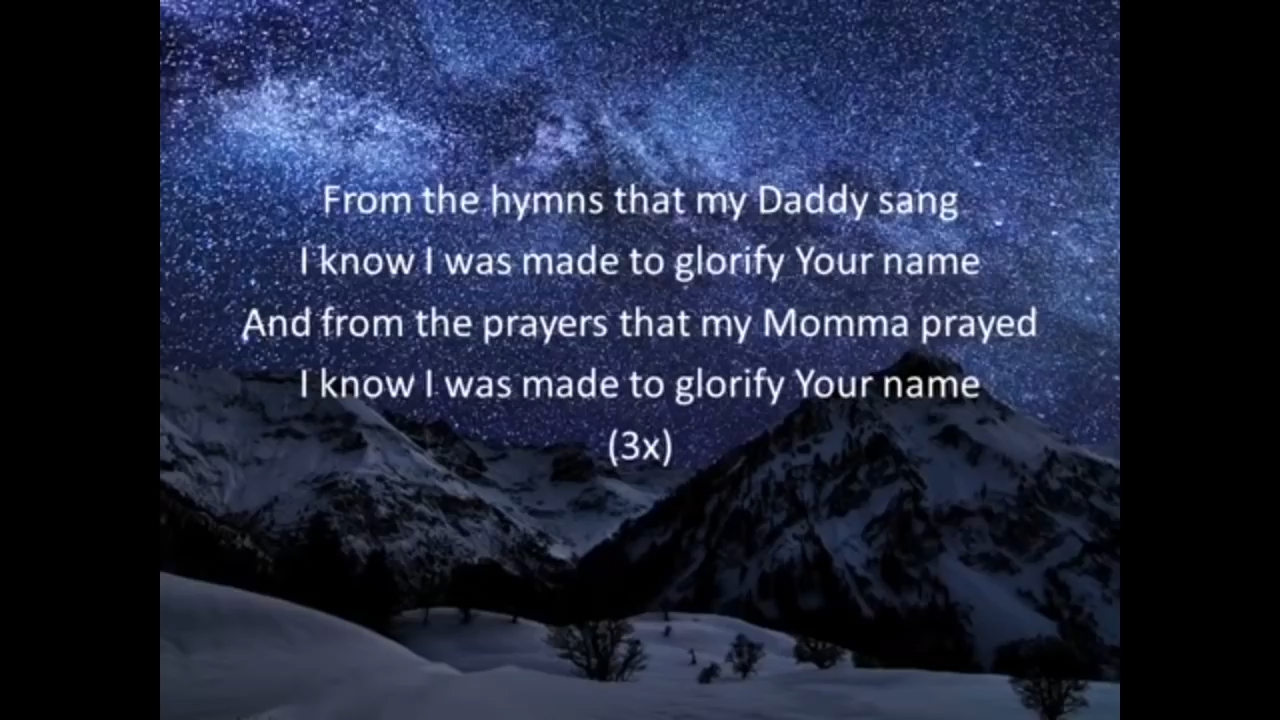 From the hymns that my Daddy sang
I know I was made to glorify Your name
And from the prayers that my Momma prayed
I know I was made to glorify Your name
(3x)